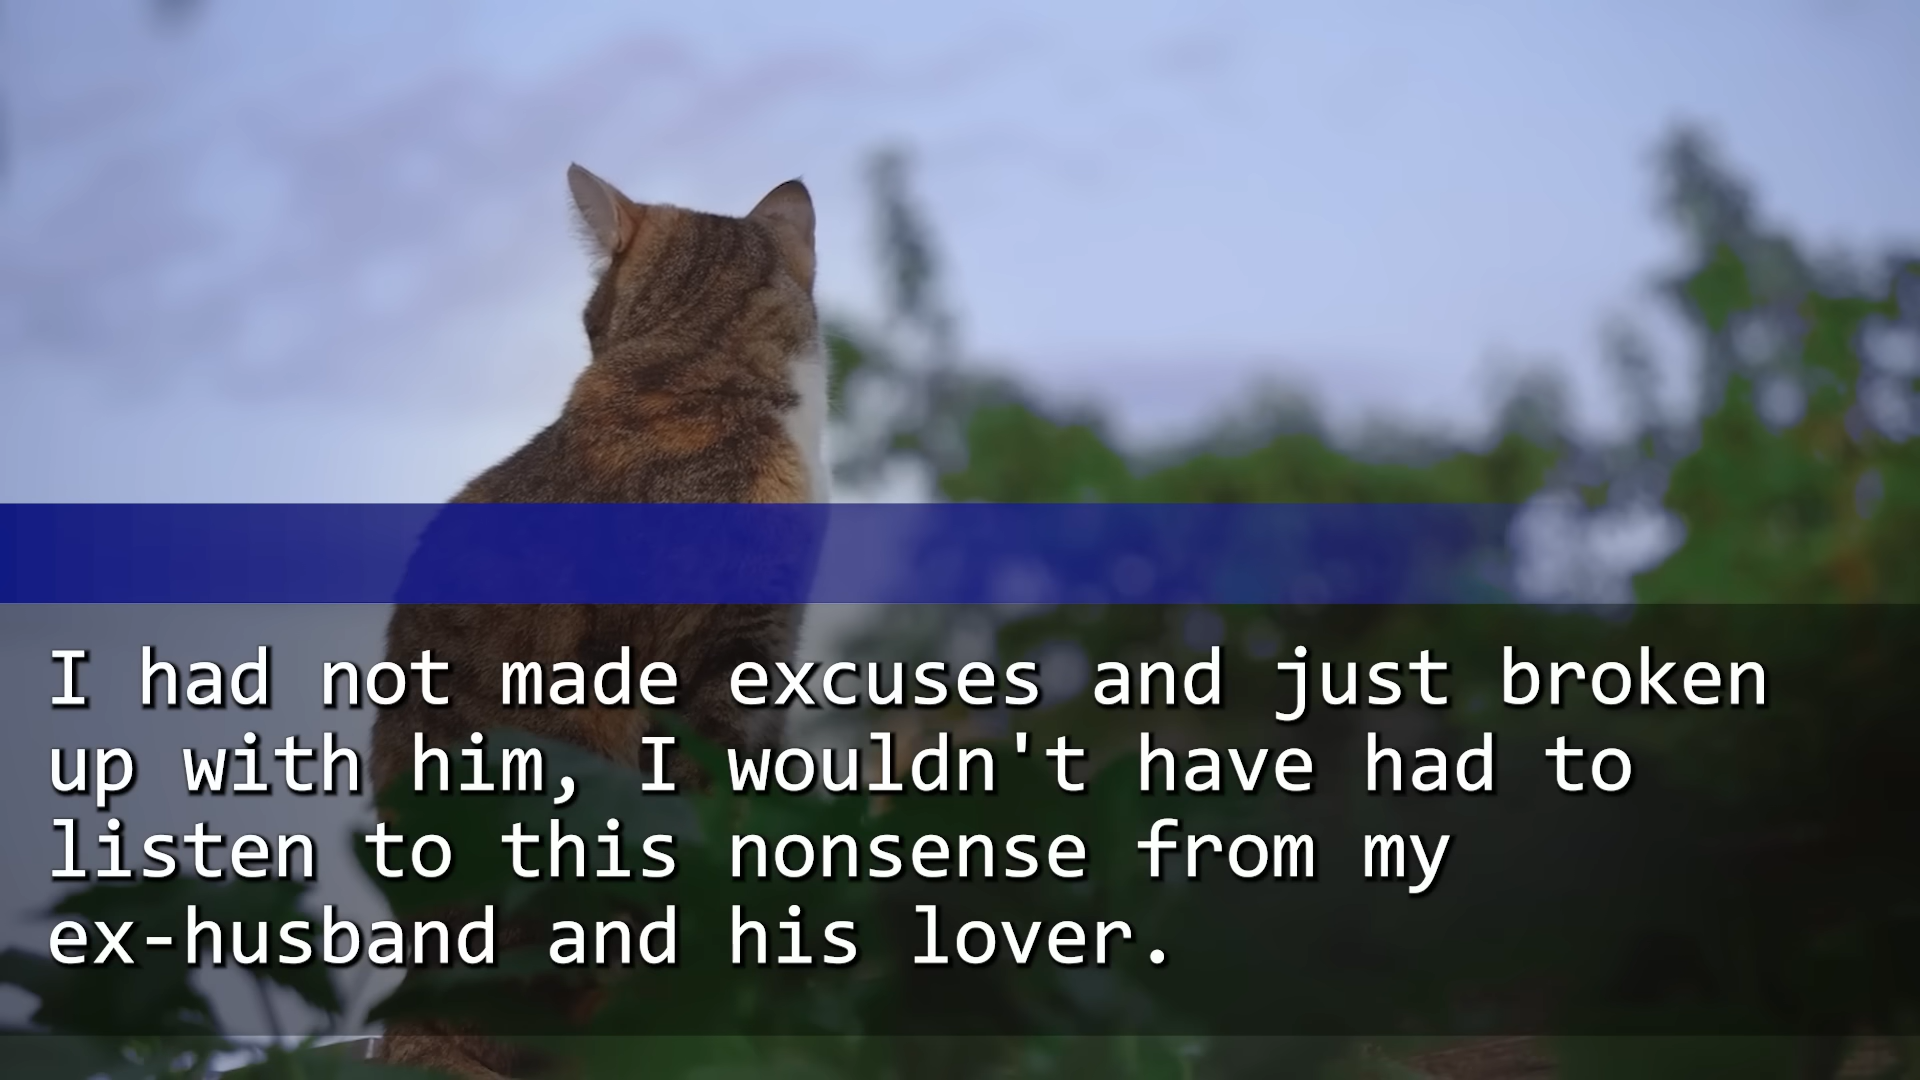 I had not made excuses and just broken
up with him, I wouldn't have had to
listen to this nonsense from my
ex-husband and his lover.